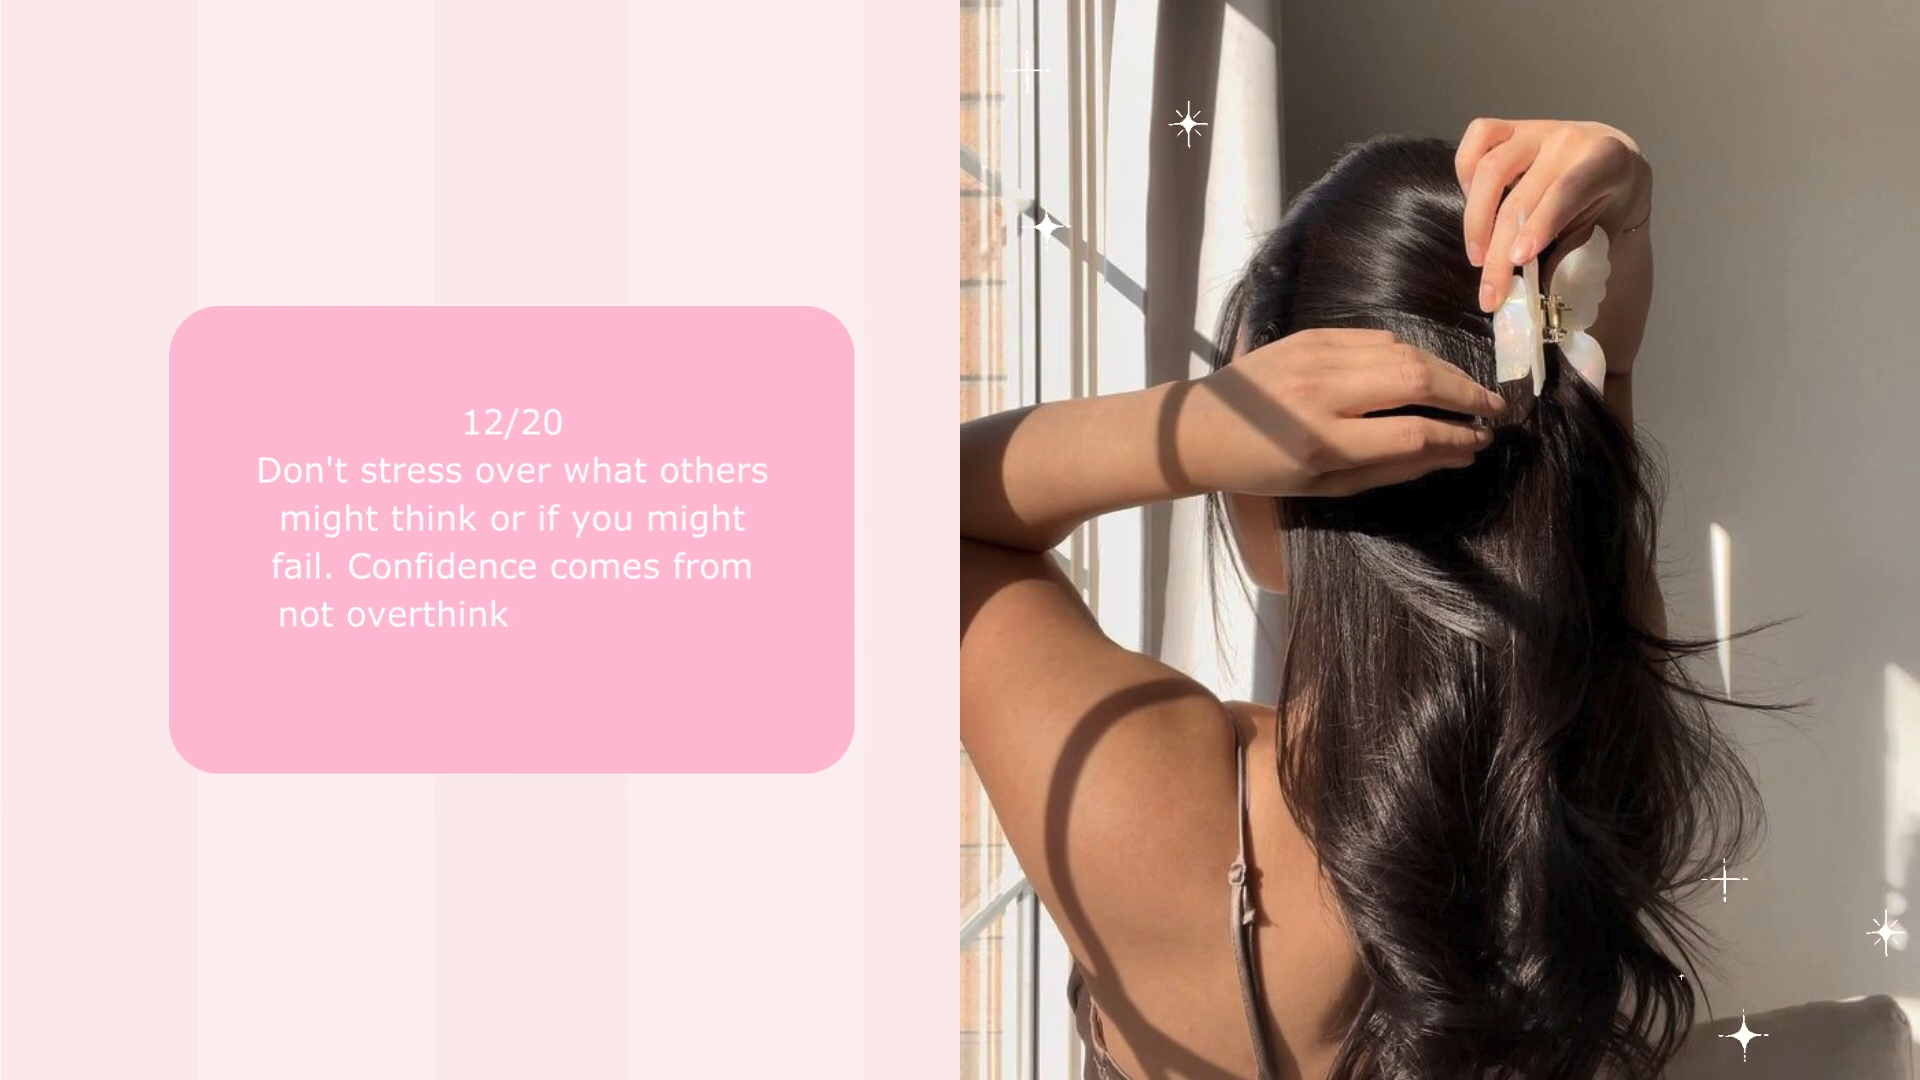 12/20
Don't stress over what others
might think or if you might
fail. Confidence comes from
not overthink